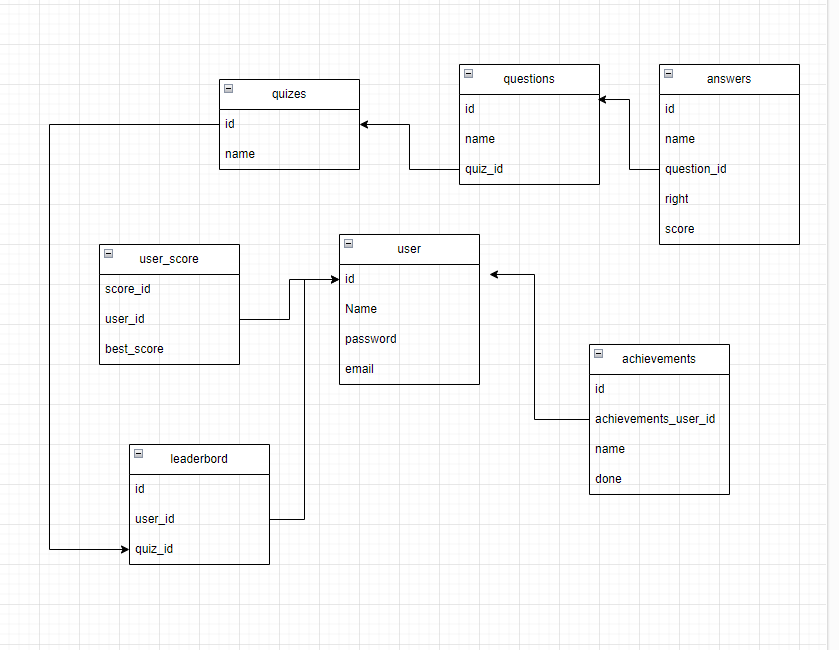 quizes
id
name
questions
id
name
quiz_id
answers
id
name
question_id
right
score
user_score
score_id
user_id
best_score
user
id
Name
password
email
achievements
id
achievements_user_id
name
done
leaderbord
id
user_id
quiz_id